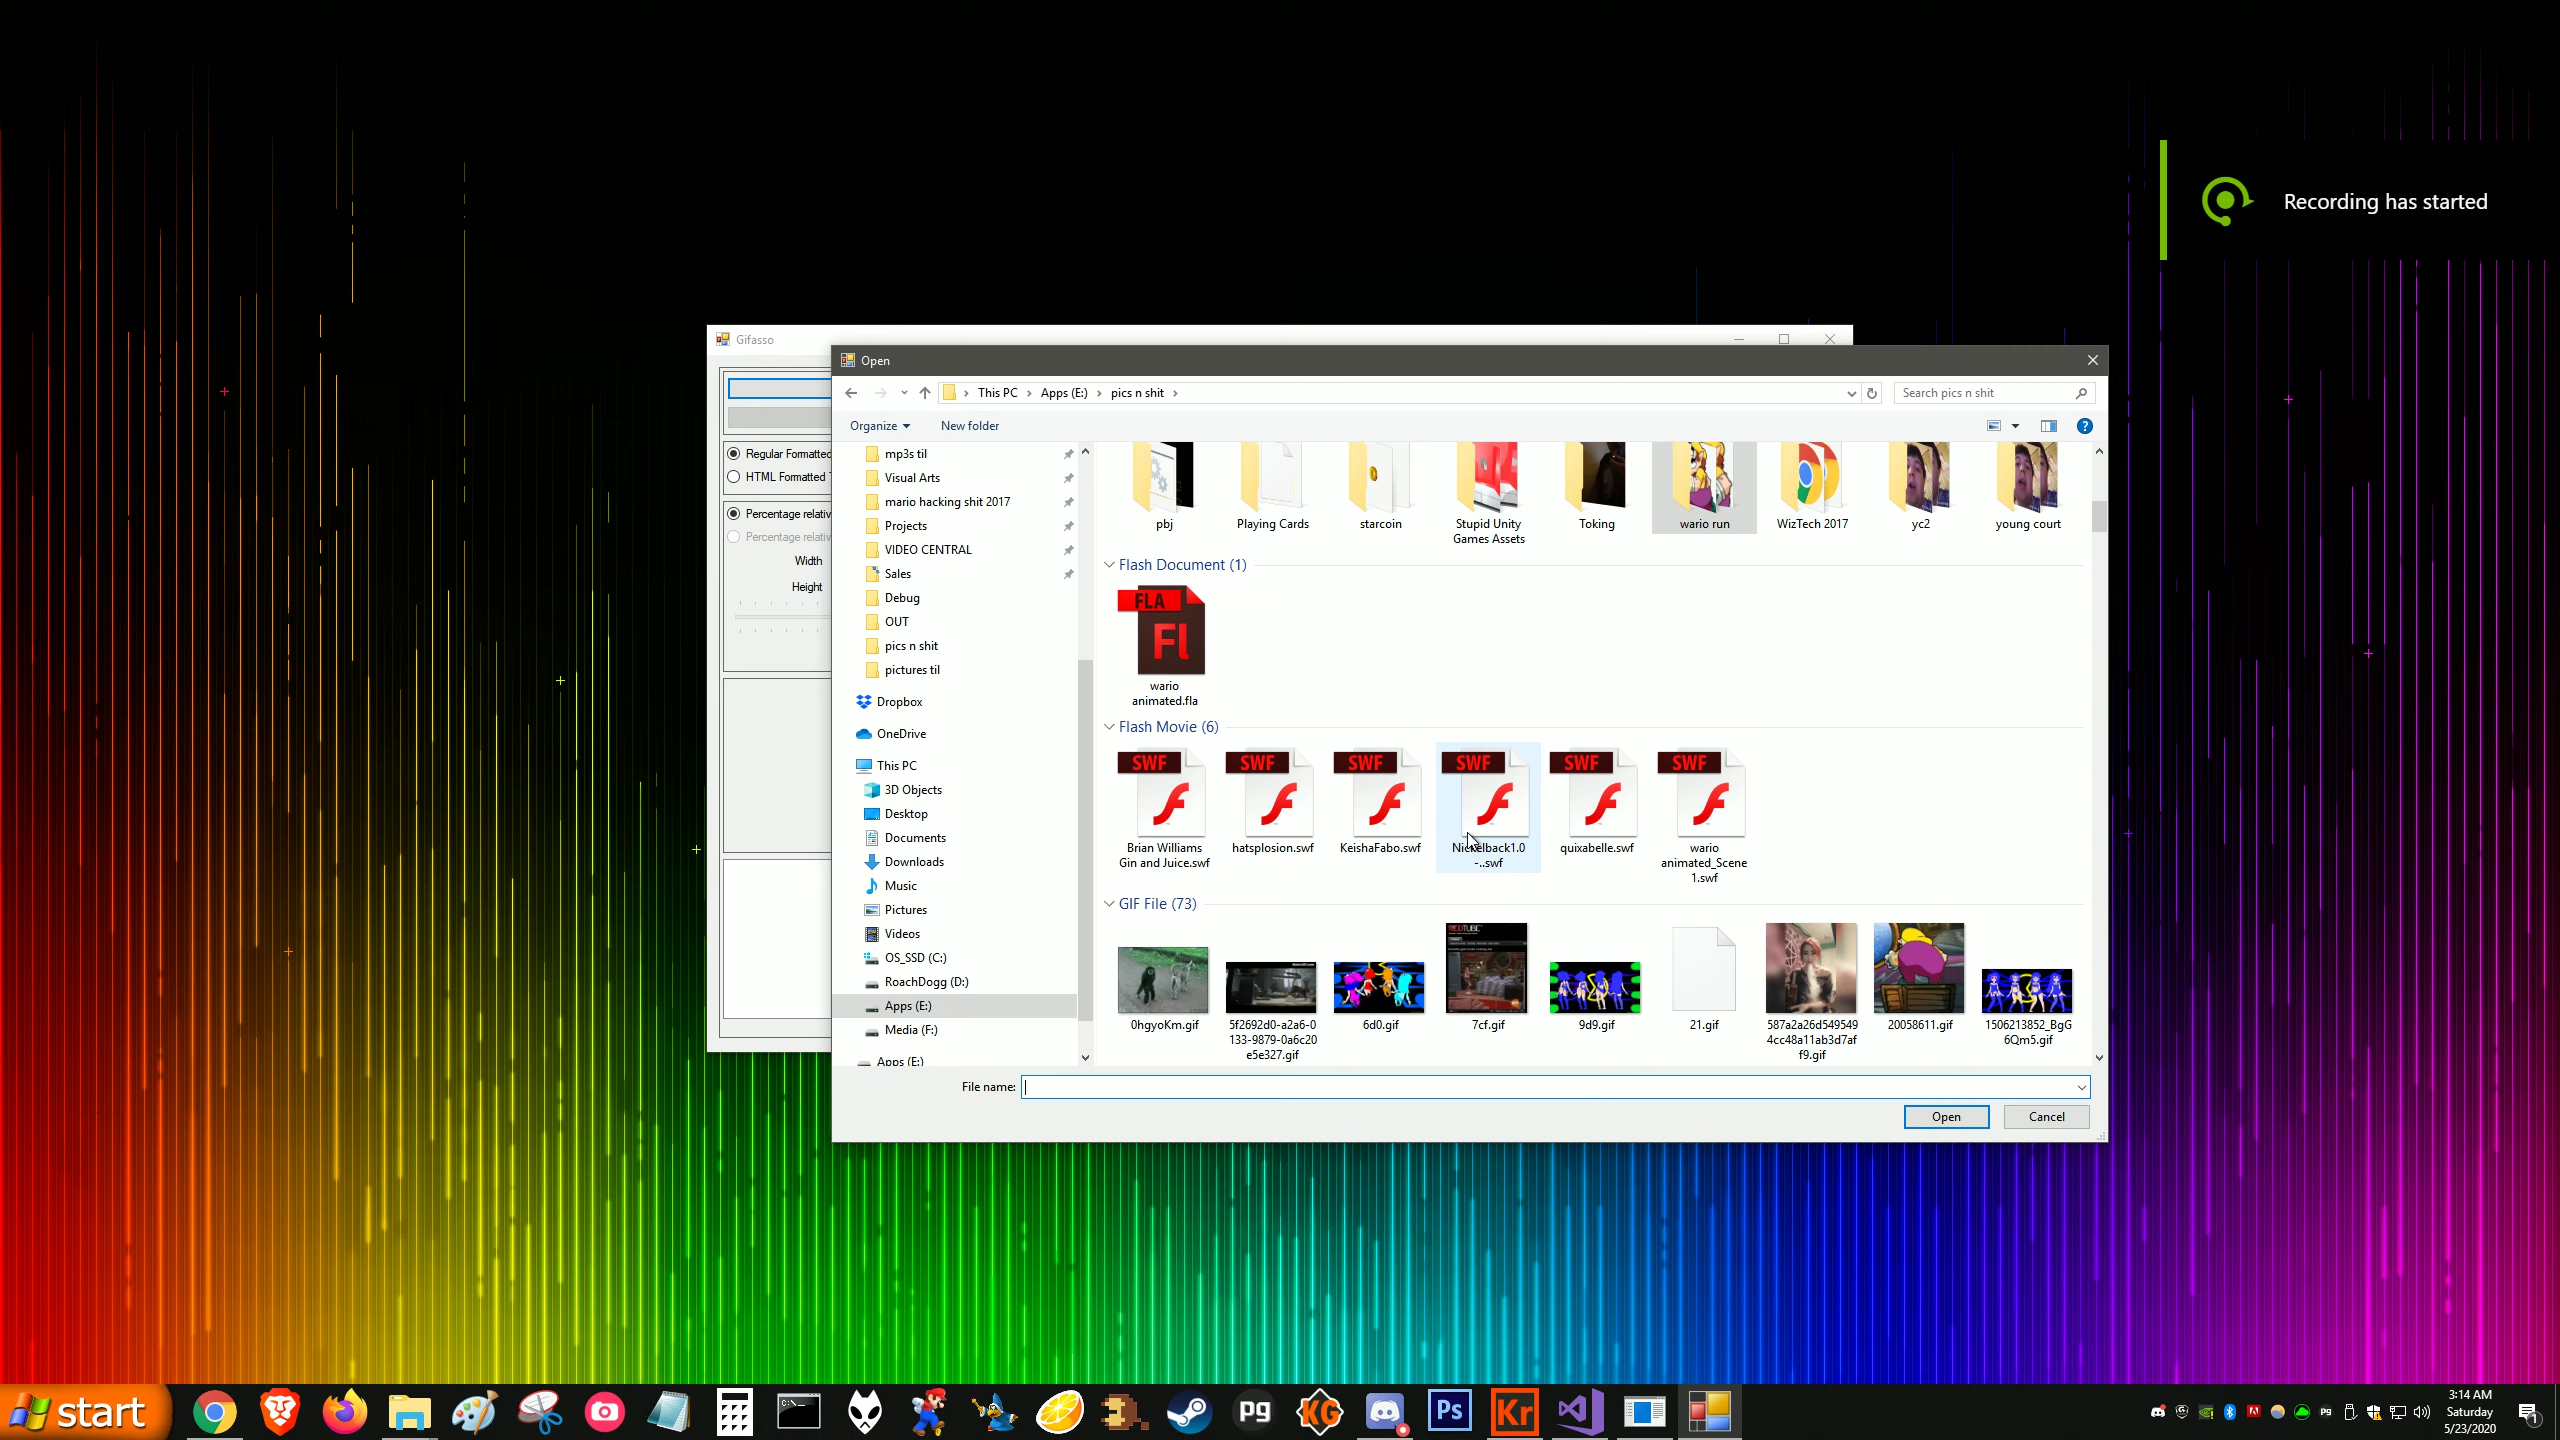 Recording has started
Gifasso
Open
This PC
Apps (E:)
pics n shit
Search pics n shit
Organize
New folder
Regular Formatted
HTML Formatted
Percentage relativ
Percentage relativ
Width
Height
mp3s til
Visual Arts
mario hacking shit 2017
Projects
VIDEO CENTRAL
Sales
Debug
OUT
pics n shit
pictures til
Dropbox
OneDrive
This PC
3D Objects
Desktop
Documents
Downloads
Music
Pictures
Videos
OS_SSD (C:)
RoachDogg (D:)
Apps (E:)
Media (F:)
Apps (E:)
pbj
Playing Cards
starcoin
Stupid Unity
Games Assets
Toking
wario run
WizTech 2017
yc2
young court
Flash Document (1)
FLA
Fl
wario
animated.fla
Flash Movie (6)
SWF
SWF
SWF
SWF
SWF
SWF
Brian Williams
Gin and Juice.swf
hatsplosion.swf
KeishaFabo.swf
Nickelback1.0
-..swf
quixabelle.swf
wario
animated_Scene
1.swf
GIF File (73)
0hgyoKm.gif
5f2692d0-a2a6-0
133-9879-0a6c20
e5e327.gif
6d0.gif
7cf.gif
9d9.gif
21.gif
587a2a26d549549
4cc48a11ab3d7af
f9.gif
20058611.gif
1506213852_BgG
6Qm5.gif
File name:
Open
Cancel
start
C:\_
pg
KG
Ps
Kr
3:14 AM
Saturday
5/23/2020
1